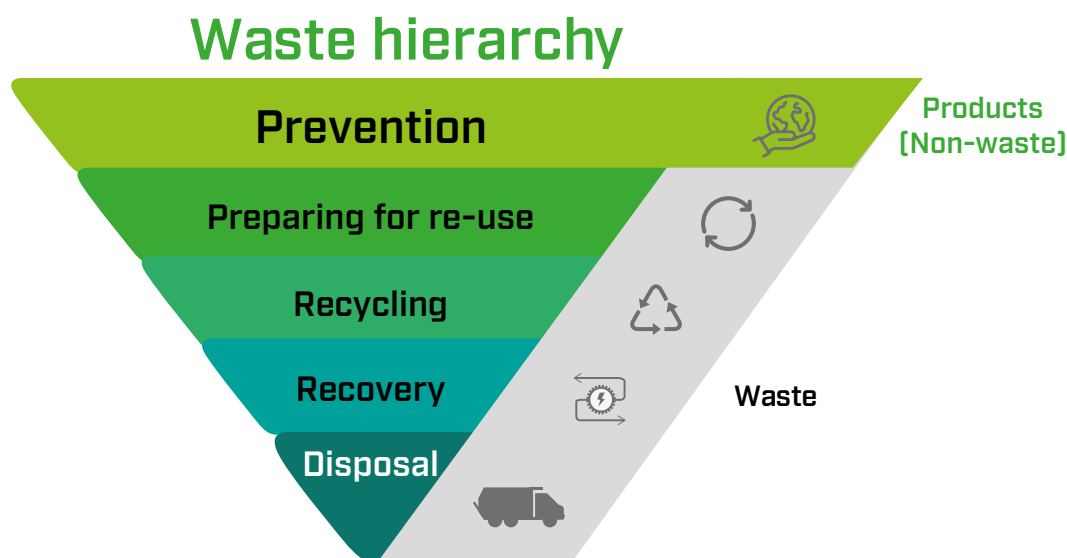 Waste hierarchy
Prevention
Products
(Non-waste)
Preparing for re-use
Recycling
Recovery
Waste
Disposal